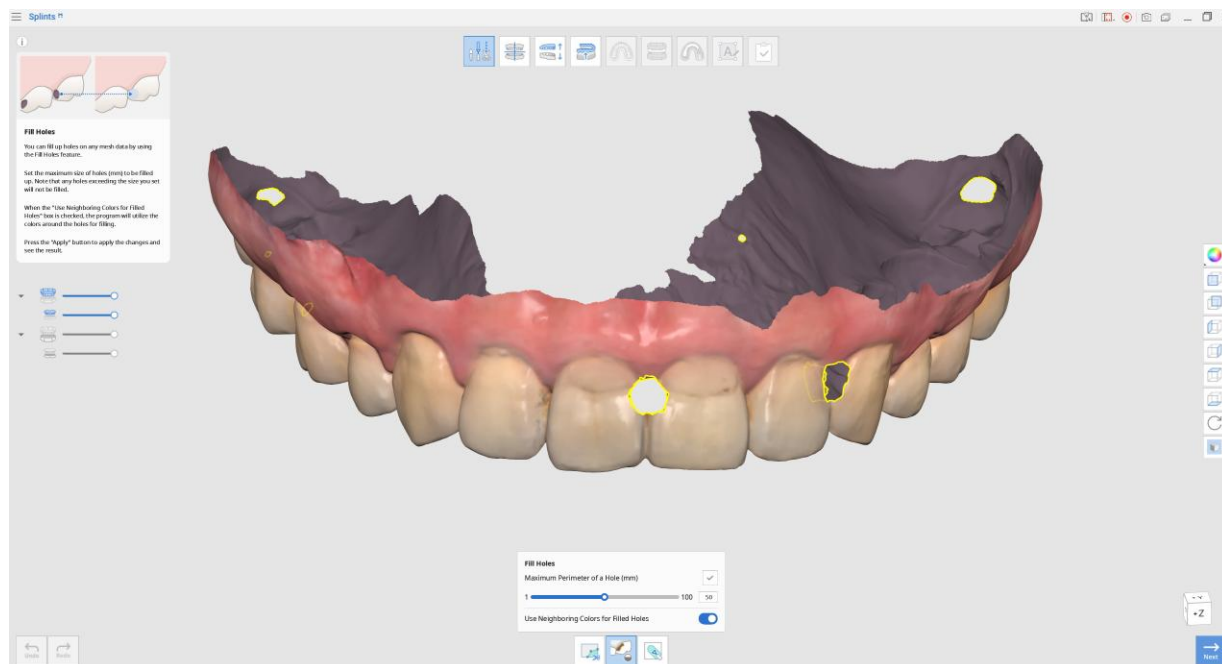 Splints
Fill Holes
You can fill up holes on any mesh data by using
the Fill Holes feature.
Set the maximum size of holes (mm) to be filled
up. Note that any holes exceeding the size you set
will not be filled.
When the "Use Neighboring Colors for Filled
Holes" box is checked, the program will utilize the
colors around the holes for filling.
Press the "Apply" button to apply the changes and
see the result.
Fill Holes
Maximum Perimeter of a Hole (mm)
1 100 50
Use Neighboring Colors for Filled Holes
+Z
Undo Redo
Next